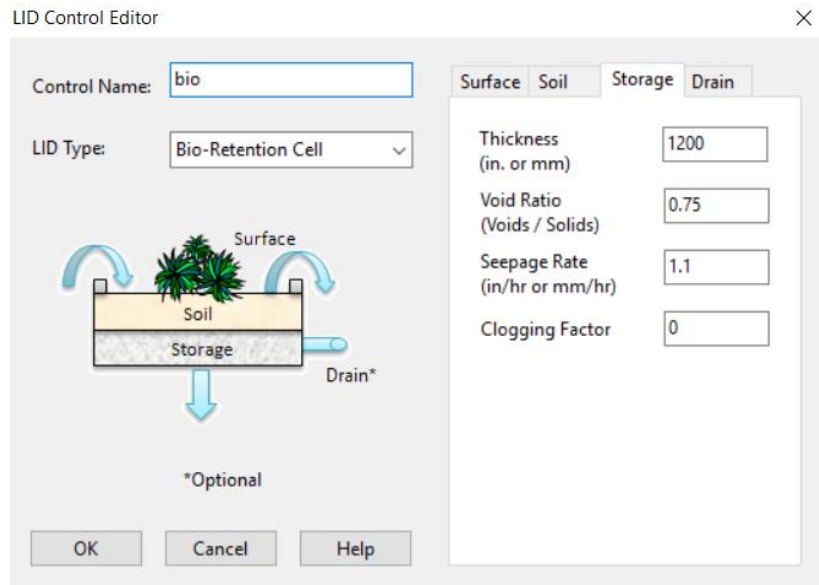 LID Control Editor
Control Name:
bio
LID Type:
Bio-Retention Cell
Surface
Soil
Storage
Drain*
*Optional
OK
Cancel
Help
Surface
Soil
Storage
Drain
Thickness
(in. or mm)
1200
Void Ratio
(Voids / Solids)
0.75
Seepage Rate
(in/hr or mm/hr)
1.1
Clogging Factor
0